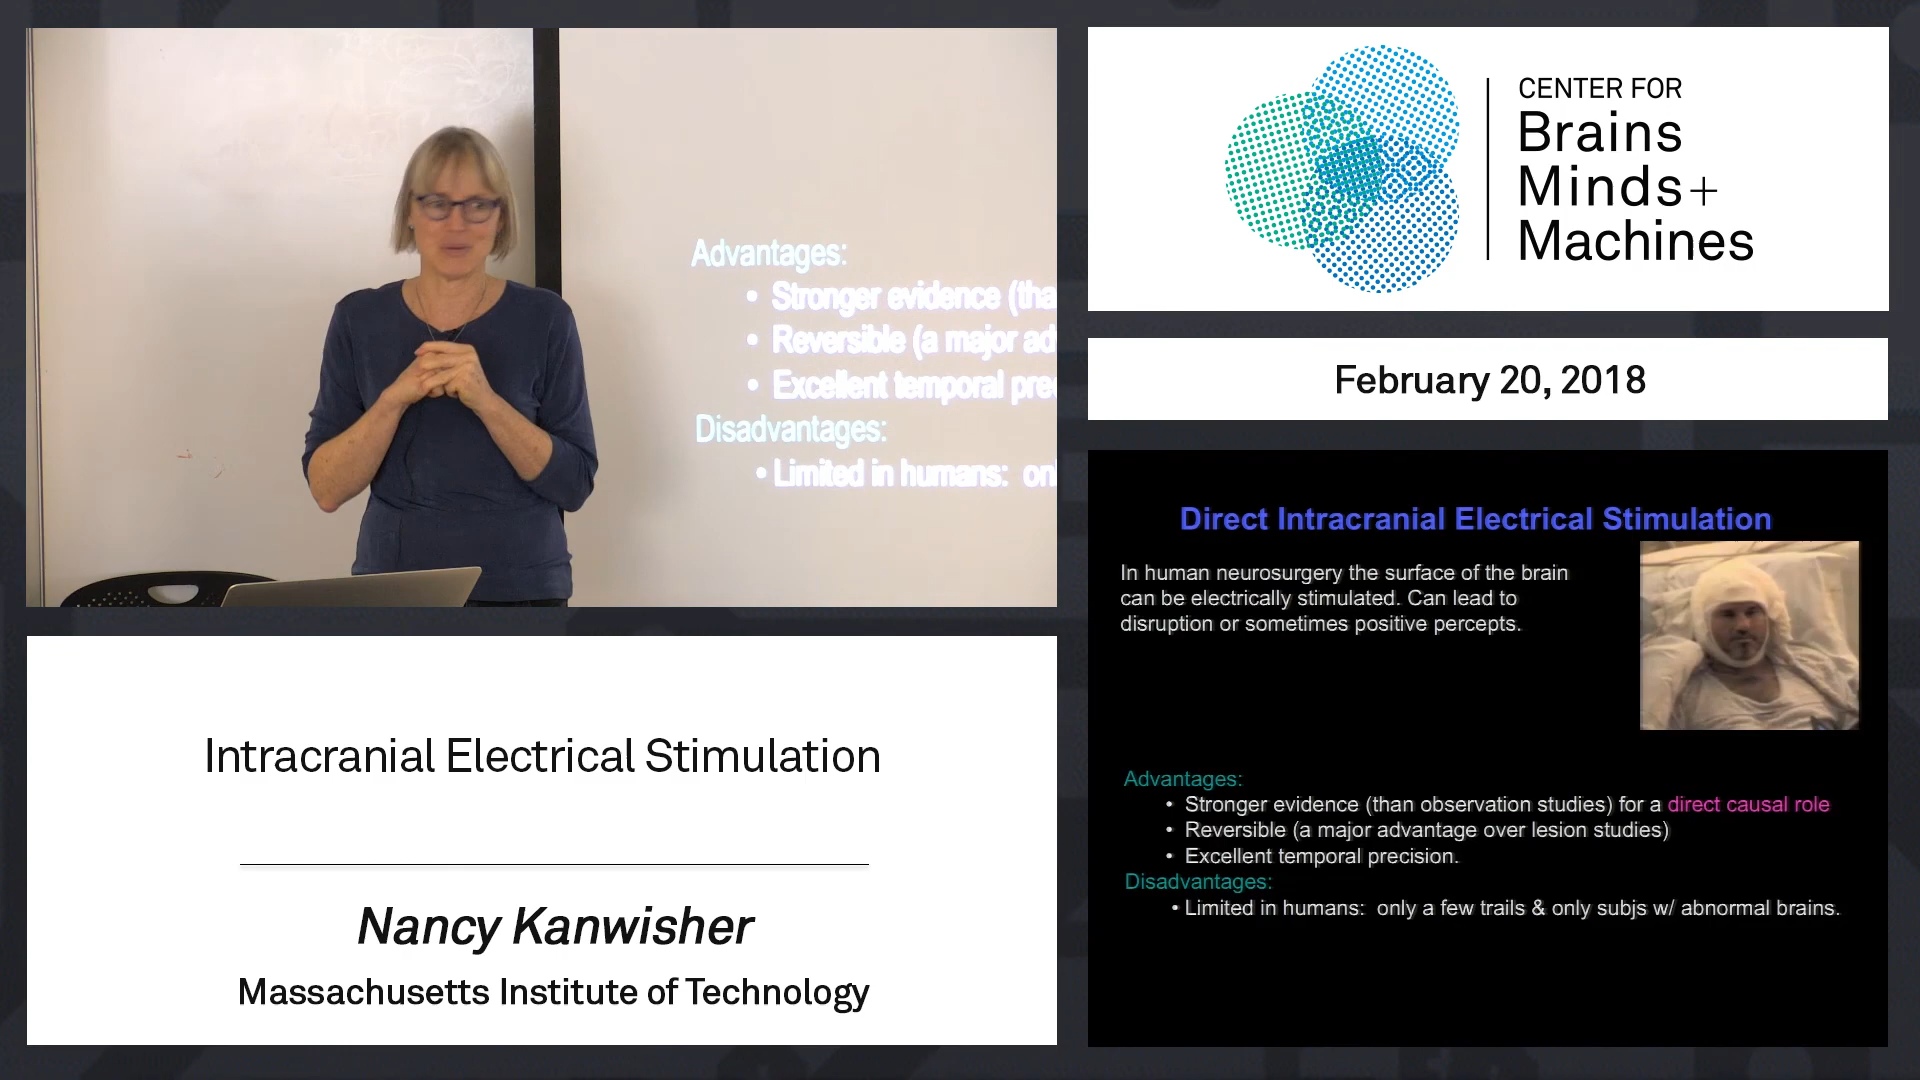 Advantages:
• Stronger evidence (tha
• Reversible (a major ad
• Excellent temporal pre
Disadvantages:
• Limited in humans: on
CENTER FOR
Brains
Minds+
Machines
February 20, 2018
Direct Intracranial Electrical Stimulation
In human neurosurgery the surface of the brain
can be electrically stimulated. Can lead to
disruption or sometimes positive percepts.
Advantages:
• Stronger evidence (than observation studies) for a direct causal role
• Reversible (a major advantage over lesion studies)
• Excellent temporal precision.
Disadvantages:
• Limited in humans: only a few trails & only subjs w/ abnormal brains.
Intracranial Electrical Stimulation
Nancy Kanwisher
Massachusetts Institute of Technology